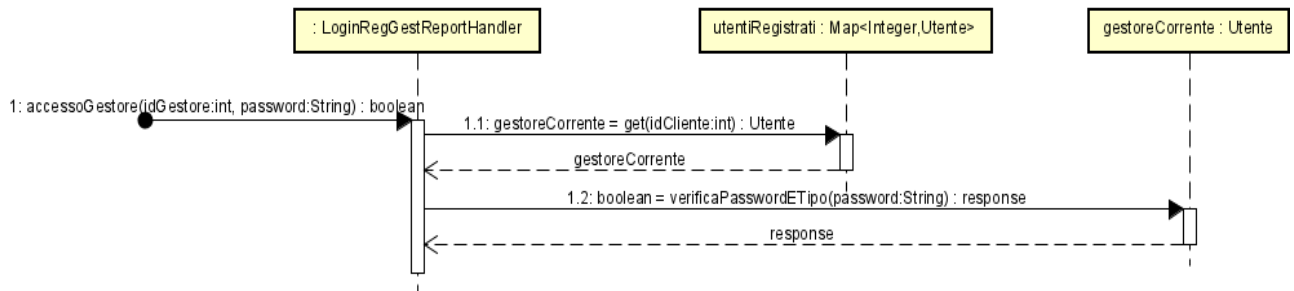 : LoginRegGestReportHandler
utentiRegistrati : Map<Integer,Utente>
gestoreCorrente : Utente
1: accessoGestore(idGestore:int, password:String) : boolean
1.1: gestoreCorrente = get(idCliente:int) : Utente
gestoreCorrente
1.2: boolean = verificaPasswordETipo(password:String) : response
response